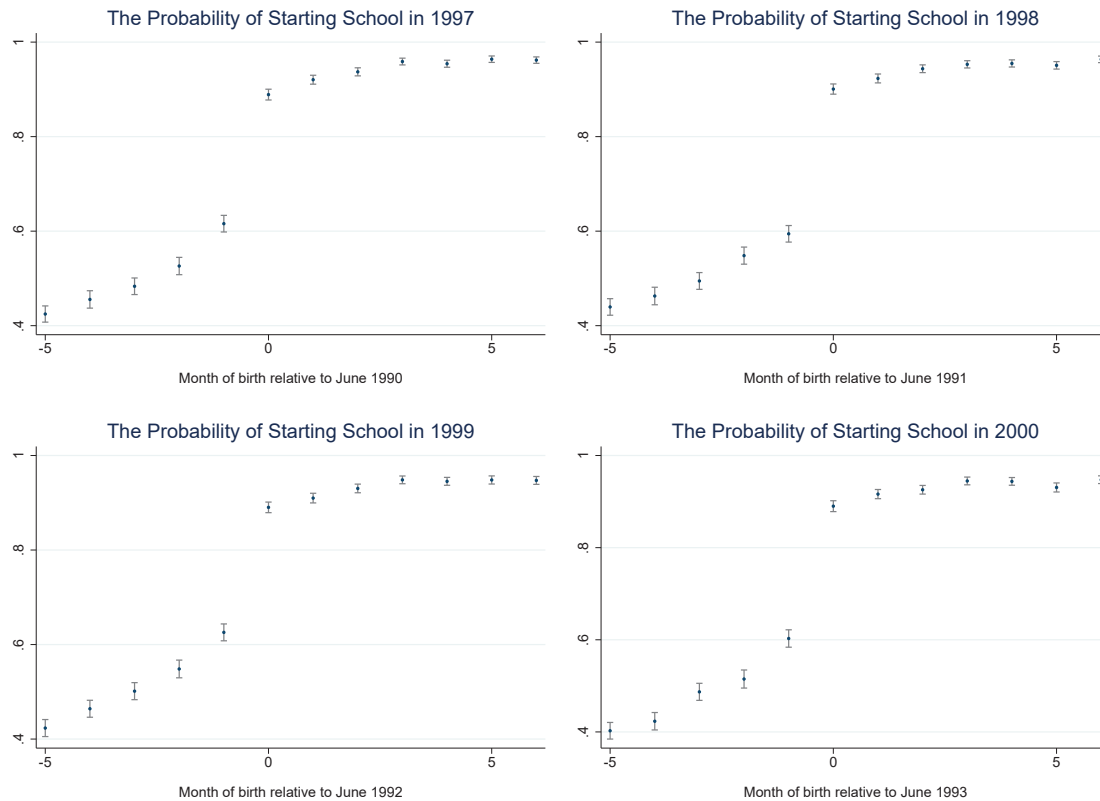 The Probability of Starting School in 1997
1
.8
.6
.4
-5 0 5
Month of birth relative to June 1990
The Probability of Starting School in 1998
1
.8
.6
.4
-5 0 5
Month of birth relative to June 1991
The Probability of Starting School in 1999
1
.8
.6
.4
-5 0 5
Month of birth relative to June 1992
The Probability of Starting School in 2000
1
.8
.6
.4
-5 0 5
Month of birth relative to June 1993